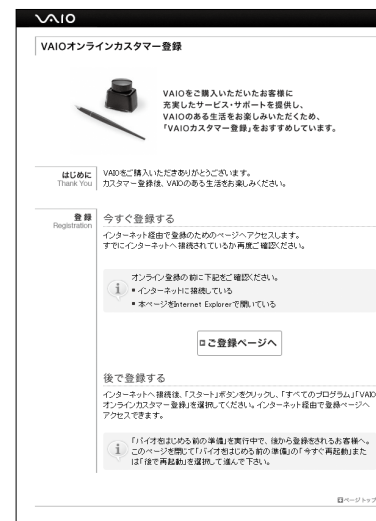 VAIO
VAIOオンラインカスタマー登録
VAIOをご購入いただいたお客様に
充実したサービス・サポートを提供し、
VAIOのある生活をお楽しみいただくため、
「VAIOカスタマー登録」をおすすめしています。
はじめに
Thank You
VAIOをご購入いただきありがとうございます。
カスタマー登録後、VAIOのある生活をお楽しみください。
登録
Registration
今すぐ登録する
インターネット経由で登録のためのページへアクセスします。
すでにインターネットへ接続されているか再度ご確認ください。
オンライン登録の前に下記をご確認ください。
■ インターネットに接続している
■ 本ページをInternet Explorerで開いている
ご登録ページへ
後で登録する
インターネットへ接続後、「スタート」ボタンをクリックし、「すべてのプログラム」「VAIO
オンラインカスタマー登録」を選択してください。インターネット経由で登録ページへ
アクセスできます。
「バイオをはじめる前の準備」を実行中で、後から登録をされるお客様へ。
このページを閉じて「バイオをはじめる前の準備」の「今すぐ再起動」また
は「後で再起動」を選択して進んで下さい。
ページトップ